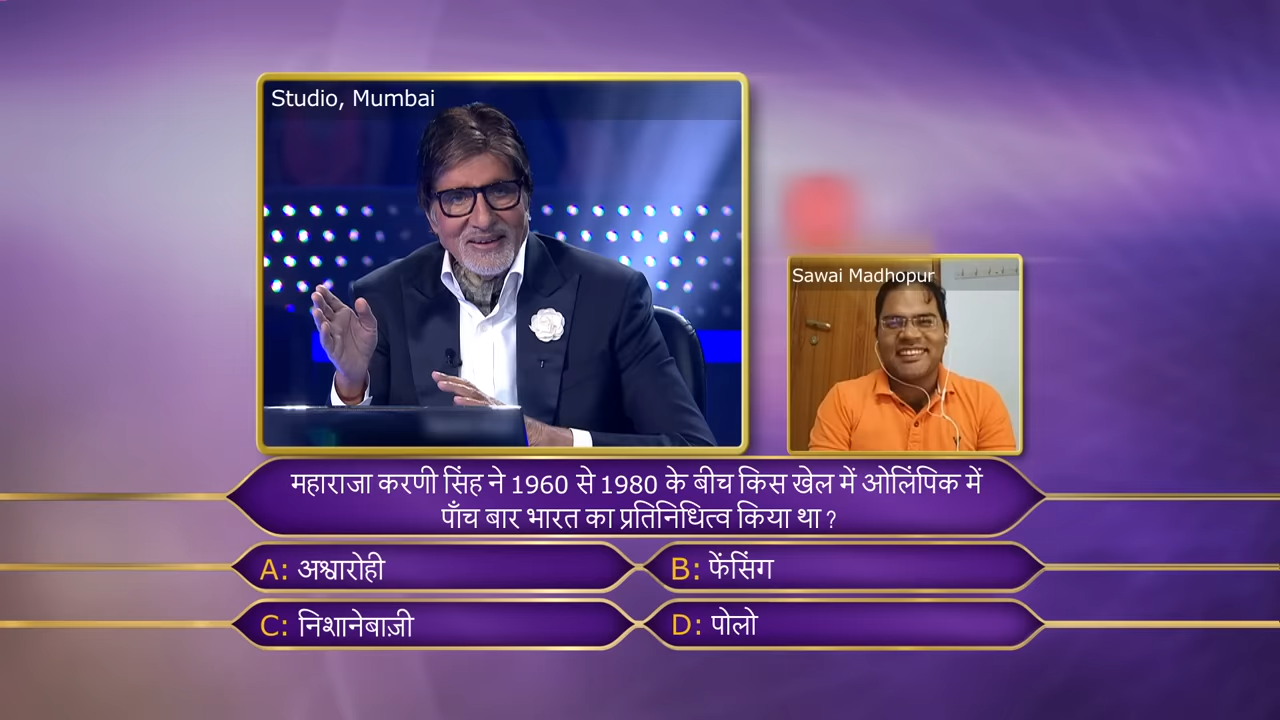 Studio, Mumbai
Sawai Madhopur
महाराजा करणी सिंह ने 1960 से 1980 के बीच किस खेल में ओलिंपिक में
पाँच बार भारत का प्रतिनिधित्व किया था ?
A: अश्वारोही
B: फेंसिंग
C: निशानेबाज़ी
D: पोलो